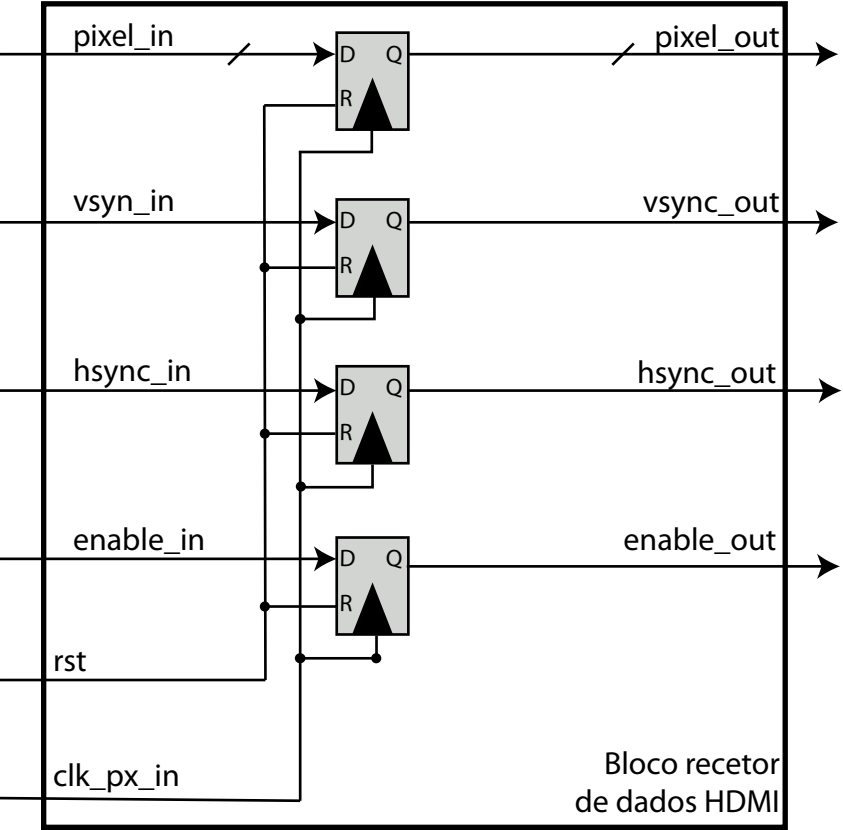 pixel_in
pixel_out
D Q
R
vsyn_in
vsync_out
D Q
R
hsync_in
hsync_out
D Q
R
enable_in
enable_out
D Q
R
rst
clk_px_in
Bloco recetor
de dados HDMI